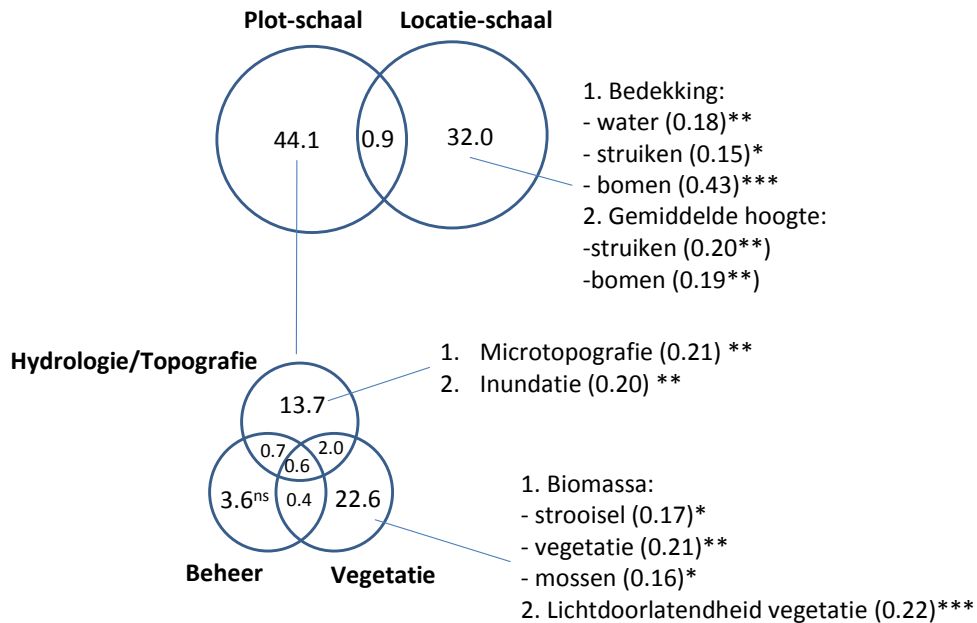 Plot-schaal Locatie-schaal
44.1 0.9 32.0
1. Bedekking:
- water (0.18)**
- struiken (0.15)*
- bomen (0.43)***
2. Gemiddelde hoogte:
-struiken (0.20**)
-bomen (0.19**)
Hydrologie/Topografie
13.7
1. Microtopografie (0.21) **
2. Inundatie (0.20) **
0.7 2.0
0.6
3.6ns 0.4 22.6
Beheer Vegetatie
1. Biomassa:
- strooisel (0.17)*
- vegetatie (0.21)**
- mossen (0.16)*
2. Lichtdoorlatendheid vegetatie (0.22)***